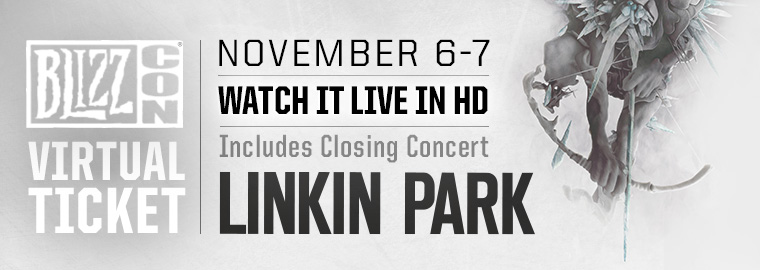 BLIZZ
CON
®
VIRTUAL
TICKET
NOVEMBER 6-7
WATCH IT LIVE IN HD
Includes Closing Concert
LINKIN PARK